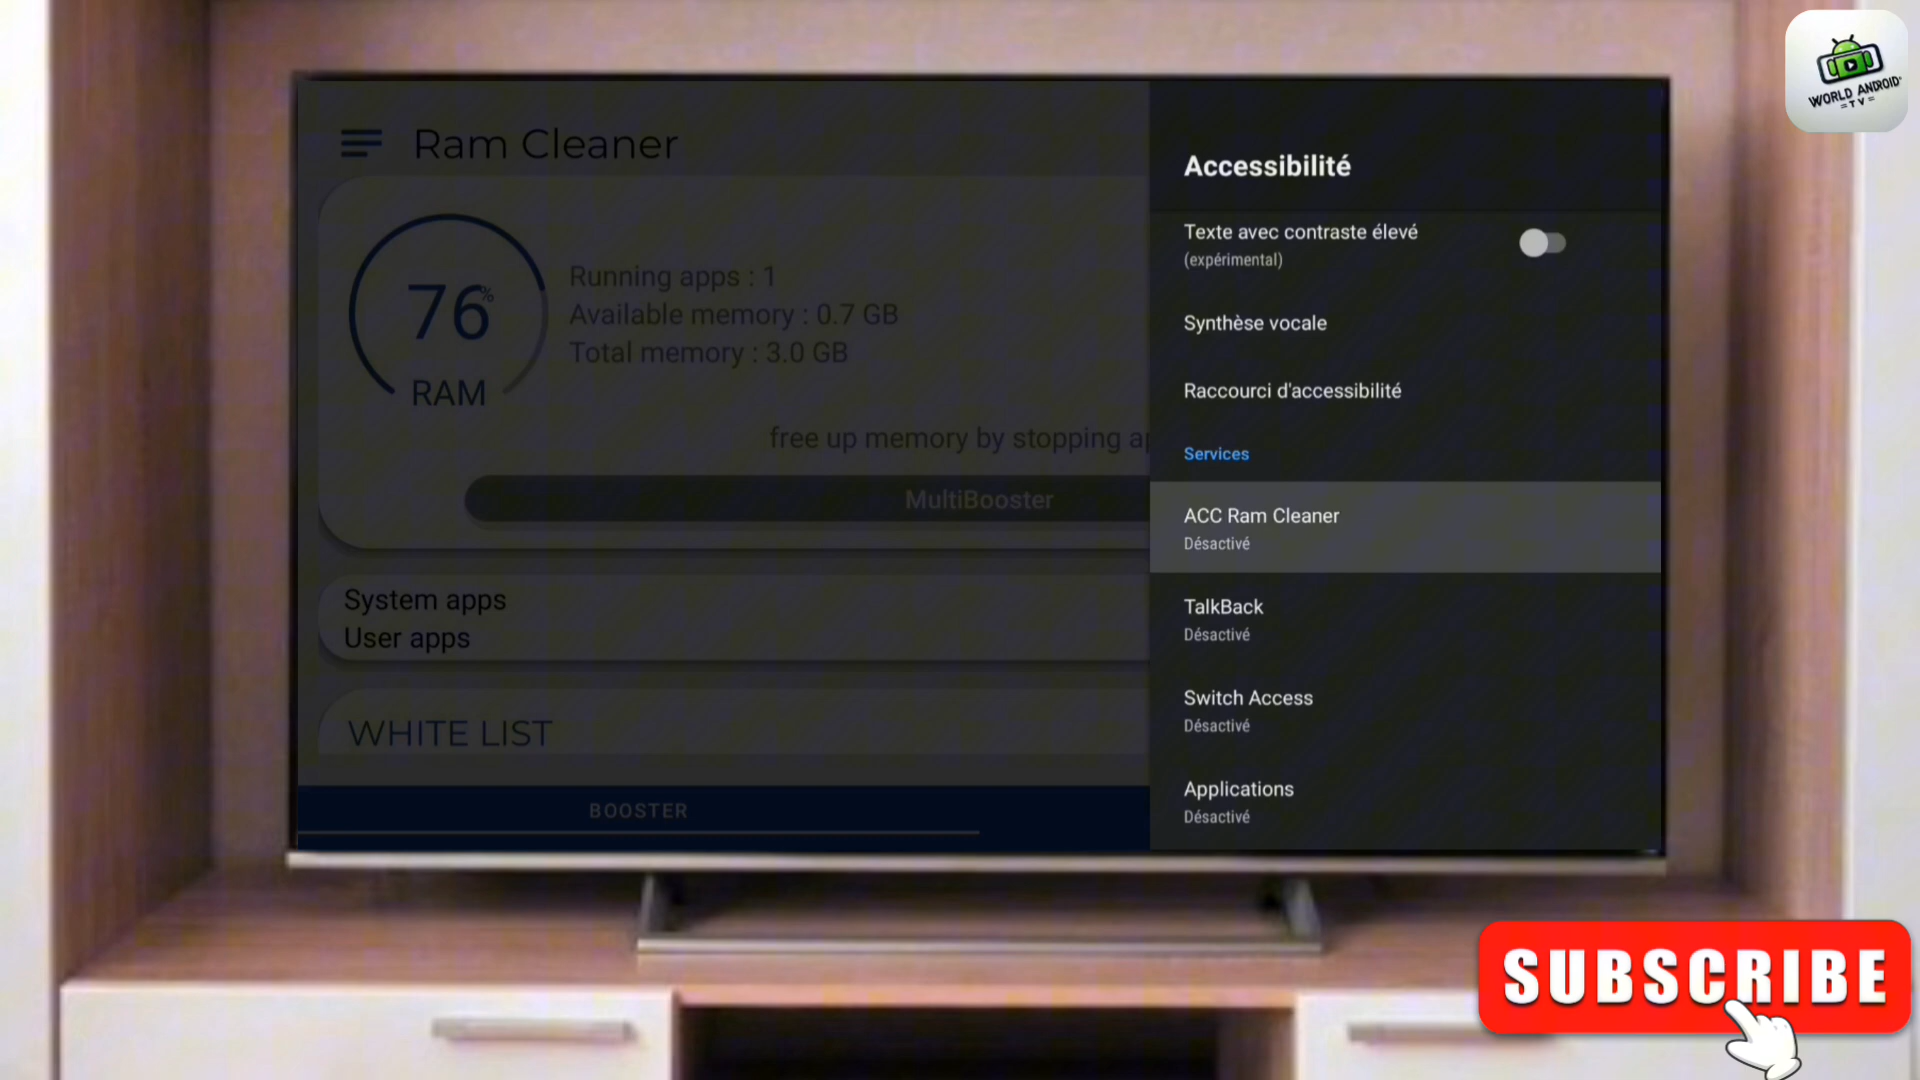 WORLD ANDROID
TV
Ram Cleaner
76%
RAM
Running apps : 1
Available memory : 0.7 GB
Total memory : 3.0 GB
free up memory by stopping
MultiBooster
System apps
User apps
WHITE LIST
BOOSTER
Accessibilité
Texte avec contraste élevé
(expérimental)
Synthèse vocale
Raccourci d'accessibilité
Services
ACC Ram Cleaner
Désactivé
TalkBack
Désactivé
Switch Access
Désactivé
Applications
Désactivé
SUBSCRIBE